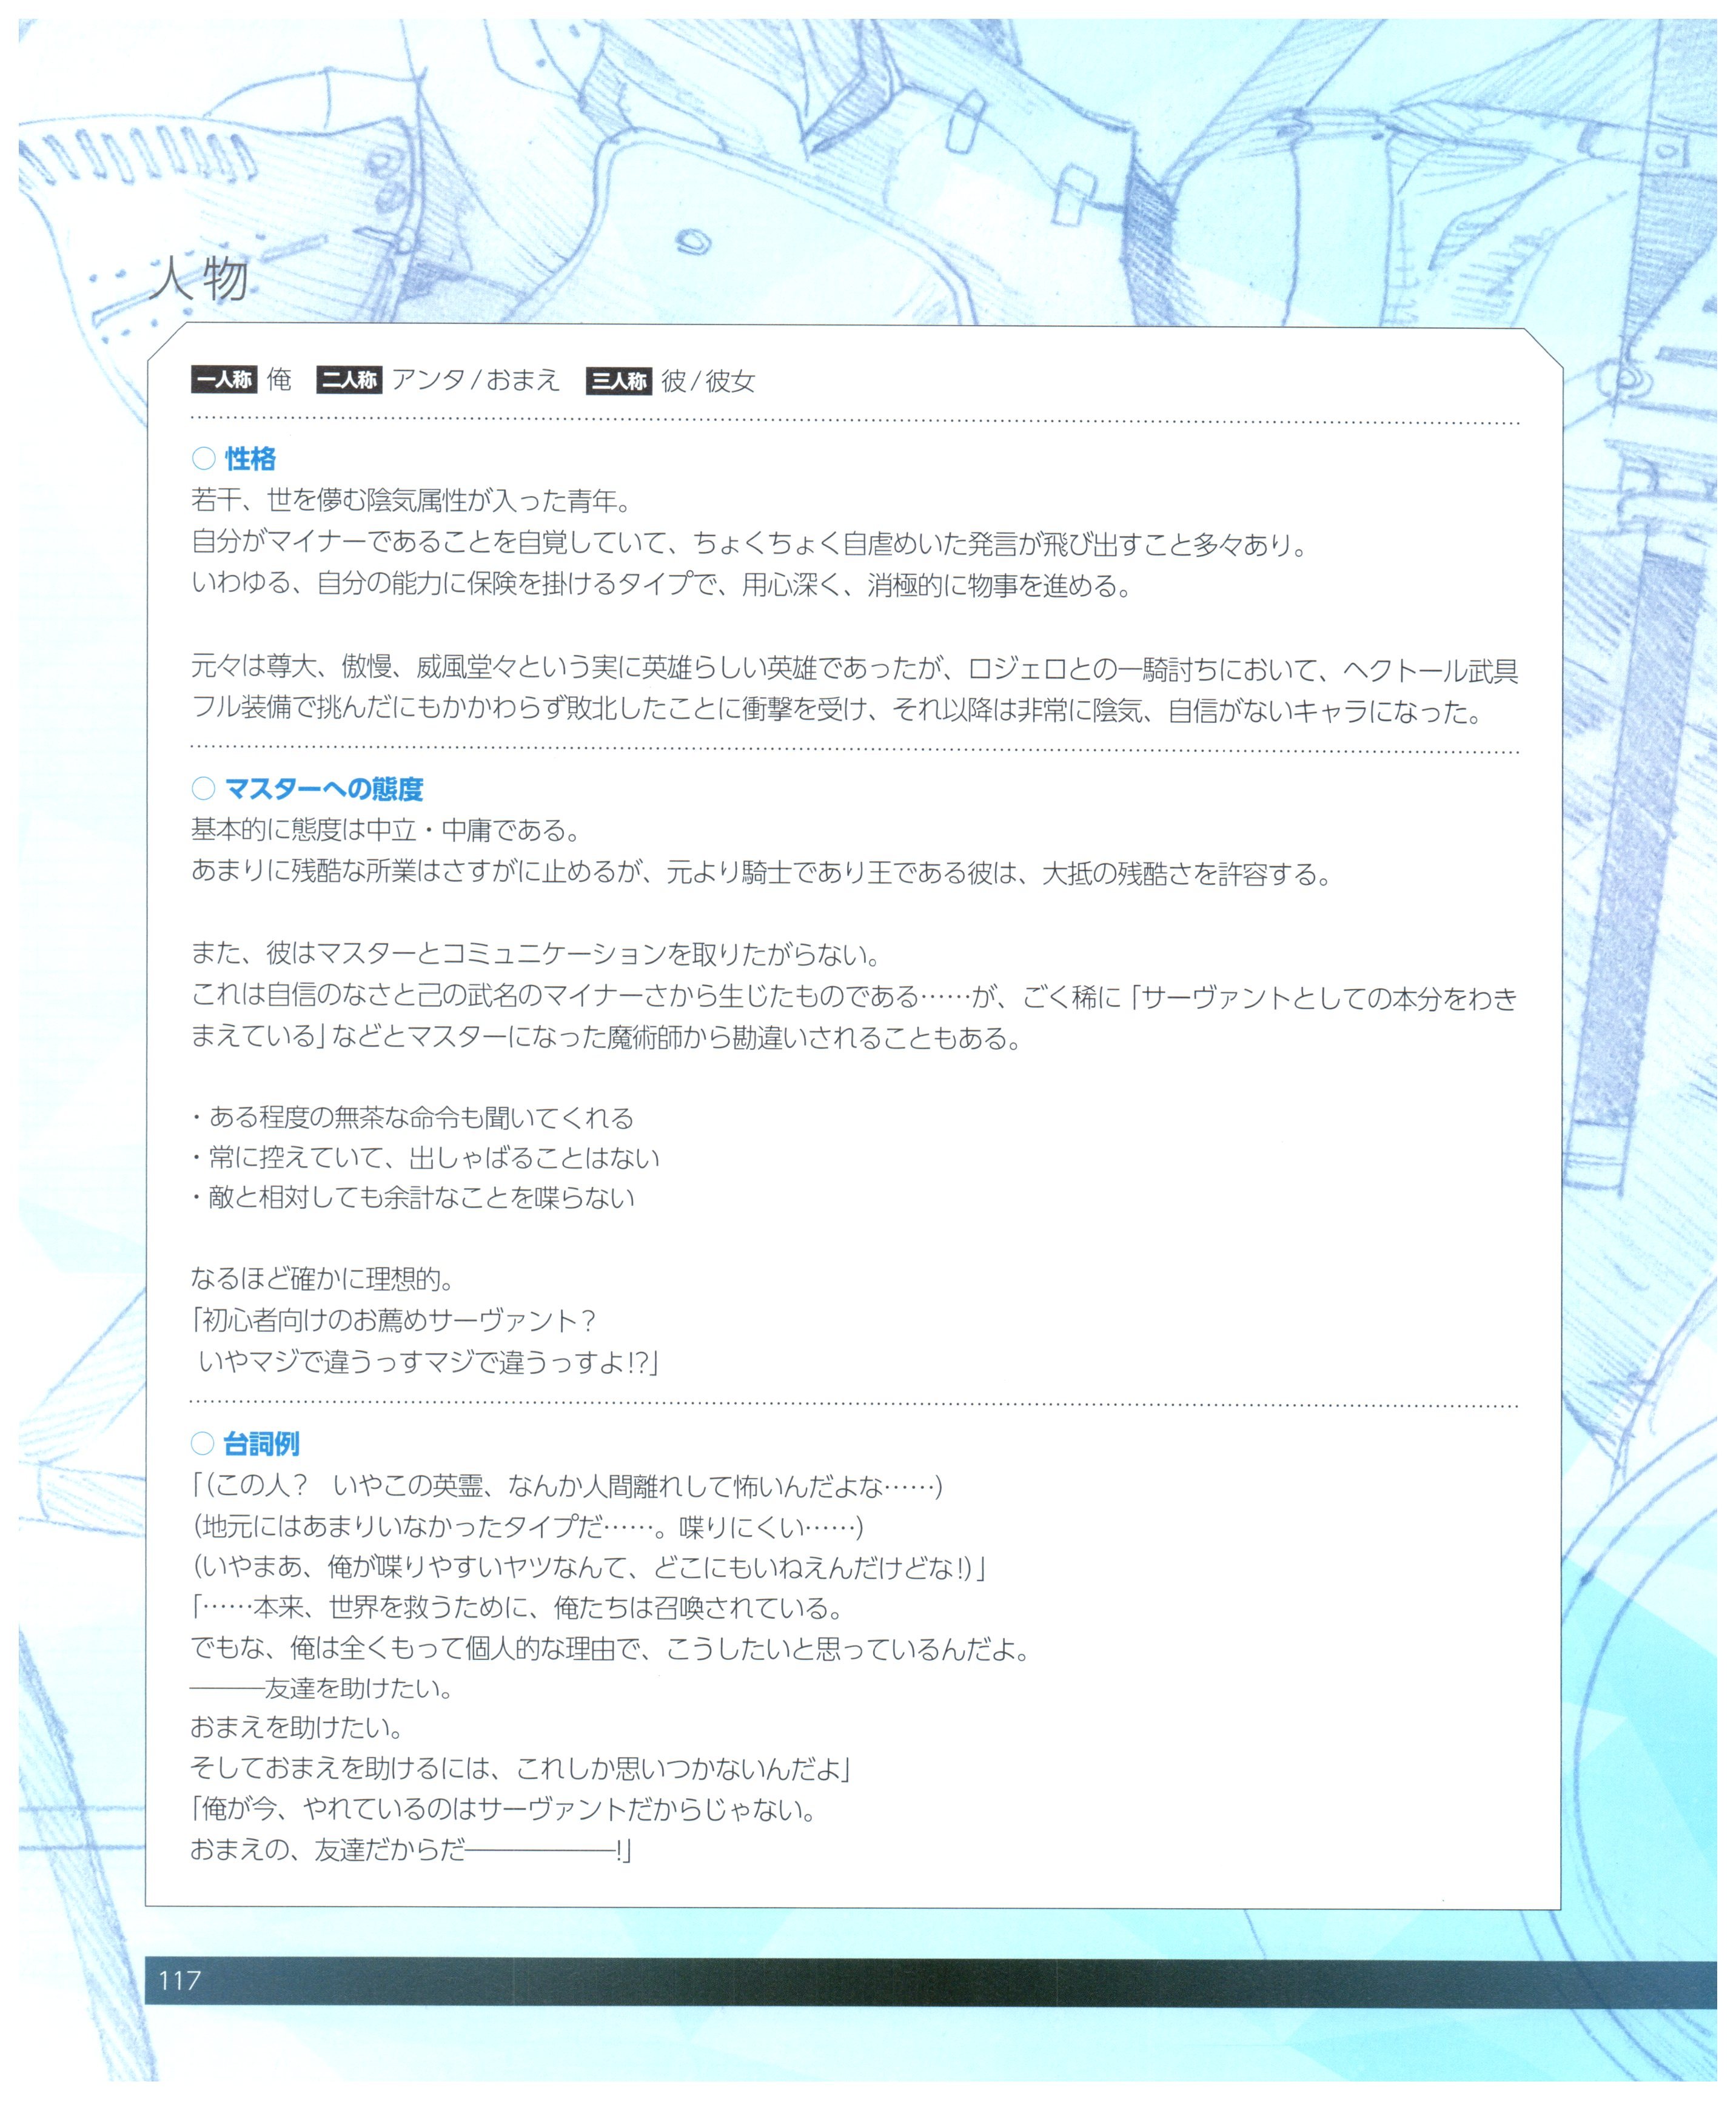 人物
一人称 俺 二人称 アンタ/おまえ 三人称 彼/彼女
○ 性格
若干、世を儚む陰気属性が入った青年。
自分がマイナーであることを自覚していて、ちょくちょく自虐めいた発言が飛び出すこと多々あり。
いわゆる、自分の能力に保険を掛けるタイプで、用心深く、消極的に物事を進める。
元々は尊大、傲慢、威風堂々という実に英雄らしい英雄であったが、ロジェロとの一騎討ちにおいて、ヘクトール武具
フル装備で挑んだにもかかわらず敗北したことに衝撃を受け、それ以降は非常に陰気、自信がないキャラになった。
○ マスターへの態度
基本的に態度は中立・中庸である。
あまりに残酷な所業はさすがに止めるが、元より騎士であり王である彼は、大抵の残酷さを許容する。
また、彼はマスターとコミュニケーションを取りたがらない。
これは自信のなさと己の武名のマイナーさから生じたものである……が、ごく稀に「サーヴァントとしての本分をわき
まえている」などとマスターになった魔術師から勘違いされることもある。
・ある程度の無茶な命令も聞いてくれる
・常に控えていて、出しゃばることはない
・敵と相対しても余計なことを喋らない
なるほど確かに理想的。
「初心者向けのお薦めサーヴァント？
いやマジで違うっすマジで違うっすよ!?」
○ 台詞例
「(この人？　いやこの英霊、なんか人間離れして怖いんだよな……)
(地元にはあまりいなかったタイプだ……。喋りにくい……)
(いやまあ、俺が喋りやすいヤツなんて、どこにもいねえんだけどな!)」
「……本来、世界を救うために、俺たちは召喚されている。
でもな、俺は全くもって個人的な理由で、こうしたいと思っているんだよ。
―――友達を助けたい。
おまえを助けたい。
そしておまえを助けるには、これしか思いつかないんだよ」
「俺が今、やれているのはサーヴァントだからじゃない。
おまえの、友達だからだ――――――!」
117